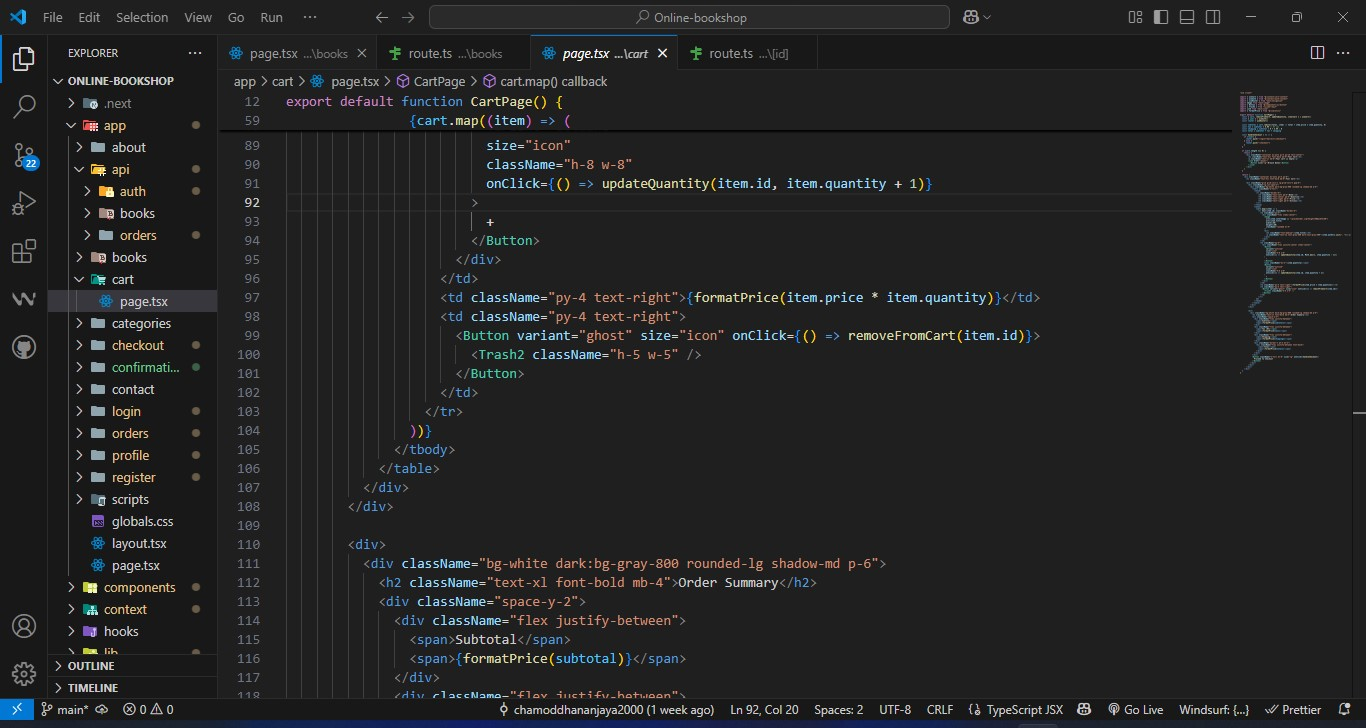 File Edit Selection View Go Run ··· Online-bookshop
EXPLORER ···
ONLINE-BOOKSHOP
.next
app
about
api
auth
books
orders
books
cart
page.tsx
categories
checkout
confirmati...
contact
login
orders
profile
register
scripts
globals.css
layout.tsx
page.tsx
components
context
hooks
lib
OUTLINE
TIMELINE
22
page.tsx ...\books
route.ts ...\books
page.tsx ...\cart
route.ts ...\[id]
app > cart > page.tsx > CartPage > cart.map() callback
12 export default function CartPage() {
59 {cart.map((item) => (
89 size="icon"
90 className="h-8 w-8"
91 onClick={() => updateQuantity(item.id, item.quantity + 1)}
92 >
93 +
94 </Button>
95 </div>
96 </td>
97 <td className="py-4 text-right">{formatPrice(item.price * item.quantity)}</td>
98 <td className="py-4 text-right">
99 <Button variant="ghost" size="icon" onClick={() => removeFromCart(item.id)}>
100 <Trash2 className="h-5 w-5" />
101 </Button>
102 </td>
103 </tr>
104 ))}
105 </tbody>
106 </table>
107 </div>
108 </div>
109
110 <div>
111 <div className="bg-white dark:bg-gray-800 rounded-lg shadow-md p-6">
112 <h2 className="text-xl font-bold mb-4">Order Summary</h2>
113 <div className="space-y-2">
114 <div className="flex justify-between">
115 <span>Subtotal</span>
116 <span>{formatPrice(subtotal)}</span>
117 </div>
118 <div className="flex justify-between">
main* 0 0 chamoddhananjaya2000 (1 week ago) Ln 92, Col 20 Spaces: 2 UTF-8 CRLF {} TypeScript JSX Go Live Windsurf: {...} Prettier